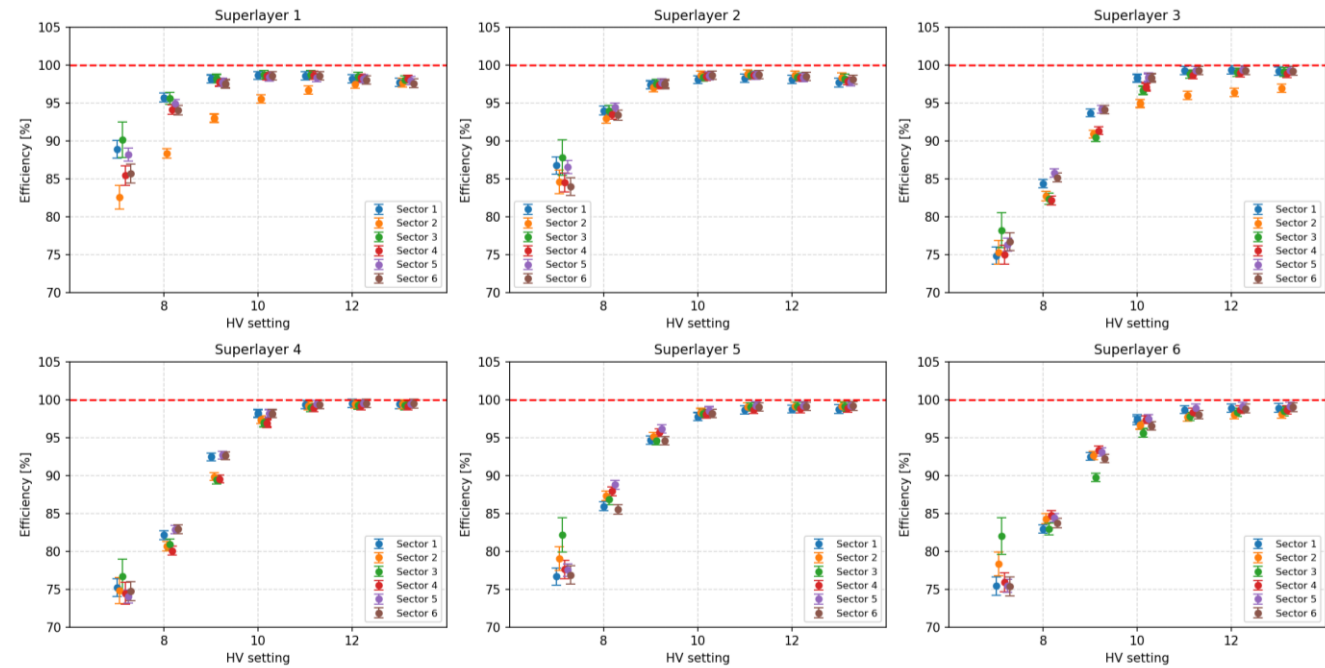 Superlayer 1
Efficiency [%]
105
100
95
90
85
80
75
70
8
10
12
HV setting
Sector 1
Sector 2
Sector 3
Sector 4
Sector 5
Sector 6
Superlayer 2
Efficiency [%]
105
100
95
90
85
80
75
70
8
10
12
HV setting
Sector 1
Sector 2
Sector 3
Sector 4
Sector 5
Sector 6
Superlayer 3
Efficiency [%]
105
100
95
90
85
80
75
70
8
10
12
HV setting
Sector 1
Sector 2
Sector 3
Sector 4
Sector 5
Sector 6
Superlayer 4
Efficiency [%]
105
100
95
90
85
80
75
70
8
10
12
HV setting
Sector 1
Sector 2
Sector 3
Sector 4
Sector 5
Sector 6
Superlayer 5
Efficiency [%]
105
100
95
90
85
80
75
70
8
10
12
HV setting
Sector 1
Sector 2
Sector 3
Sector 4
Sector 5
Sector 6
Superlayer 6
Efficiency [%]
105
100
95
90
85
80
75
70
8
10
12
HV setting
Sector 1
Sector 2
Sector 3
Sector 4
Sector 5
Sector 6